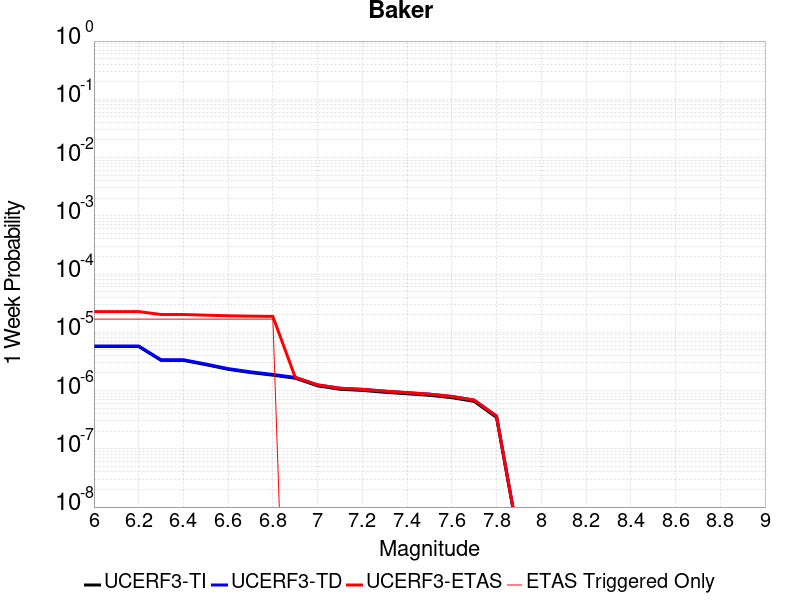 Baker
10^0
10^-1
10^-2
10^-3
10^-4
10^-5
10^-6
10^-7
10^-8
1 Week Probability
6 6.2 6.4 6.6 6.8 7 7.2 7.4 7.6 7.8 8 8.2 8.4 8.6 8.8 9
Magnitude
UCERF3-TI UCERF3-TD UCERF3-ETAS ETAS Triggered Only